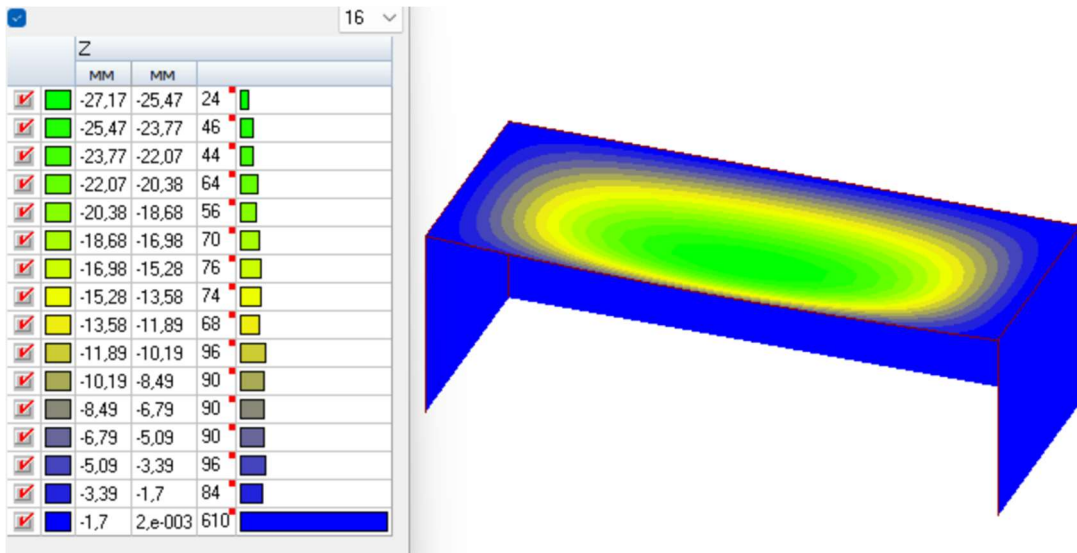 16
Z
мм мм
-27,17 -25,47 24
-25,47 -23,77 46
-23,77 -22,07 44
-22,07 -20,38 64
-20,38 -18,68 56
-18,68 -16,98 70
-16,98 -15,28 76
-15,28 -13,58 74
-13,58 -11,89 68
-11,89 -10,19 96
-10,19 -8,49 90
-8,49 -6,79 90
-6,79 -5,09 90
-5,09 -3,39 96
-3,39 -1,7 84
-1,7 2,e-003 610